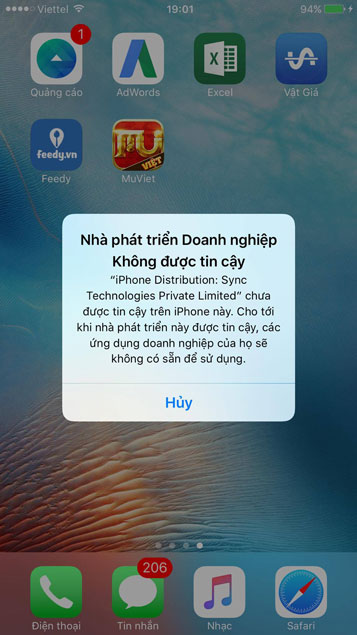 Viettel 19:01 94%
1
Quảng cáo AdWords Excel Vật Giá
feedy.vn MU VIỆT
Feedy MuViet
Nhà phát triển Doanh nghiệp
Không được tin cậy
“iPhone Distribution: Sync
Technologies Private Limited” chưa
được tin cậy trên iPhone này. Cho tới
khi nhà phát triển này được tin cậy, các
ứng dụng doanh nghiệp của họ sẽ
không có sẵn để sử dụng.
Hủy
206
Điện thoại Tin nhắn Nhạc Safari